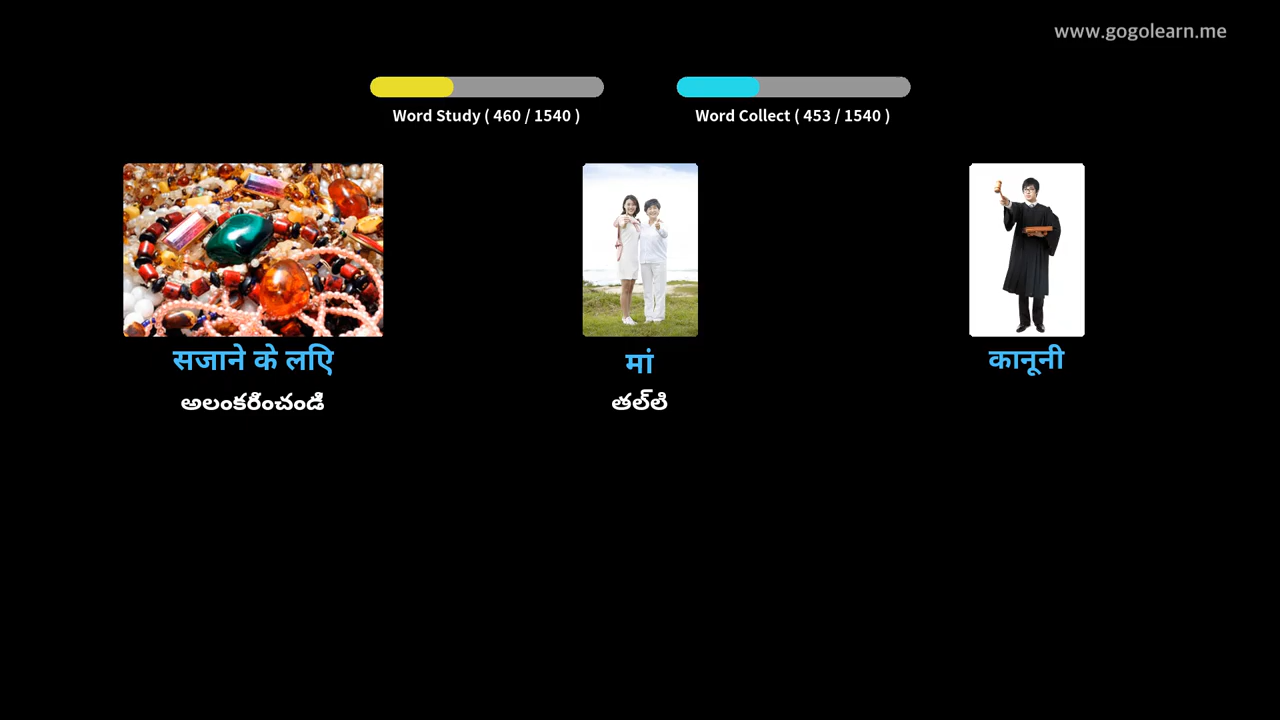 www.gogolearn.me
Word Study ( 460 / 1540 )
Word Collect ( 453 / 1540 )
सजाने के लिए
मां
कानूनी
అలంకరించండి
తల్లి